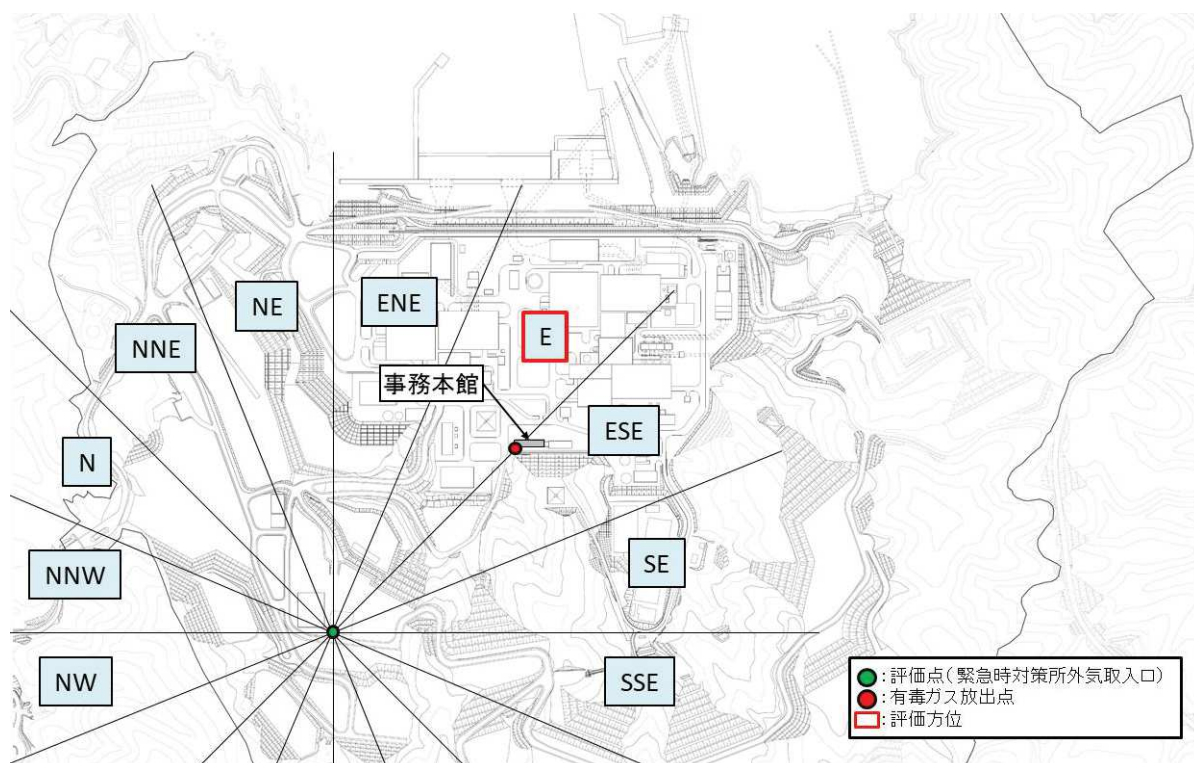 NE
ENE
E
NNE
事務本館
ESE
N
SE
NNW
NW
SSE
:評価点(緊急時対策所外気取入口)
:有毒ガス放出点
:評価方位